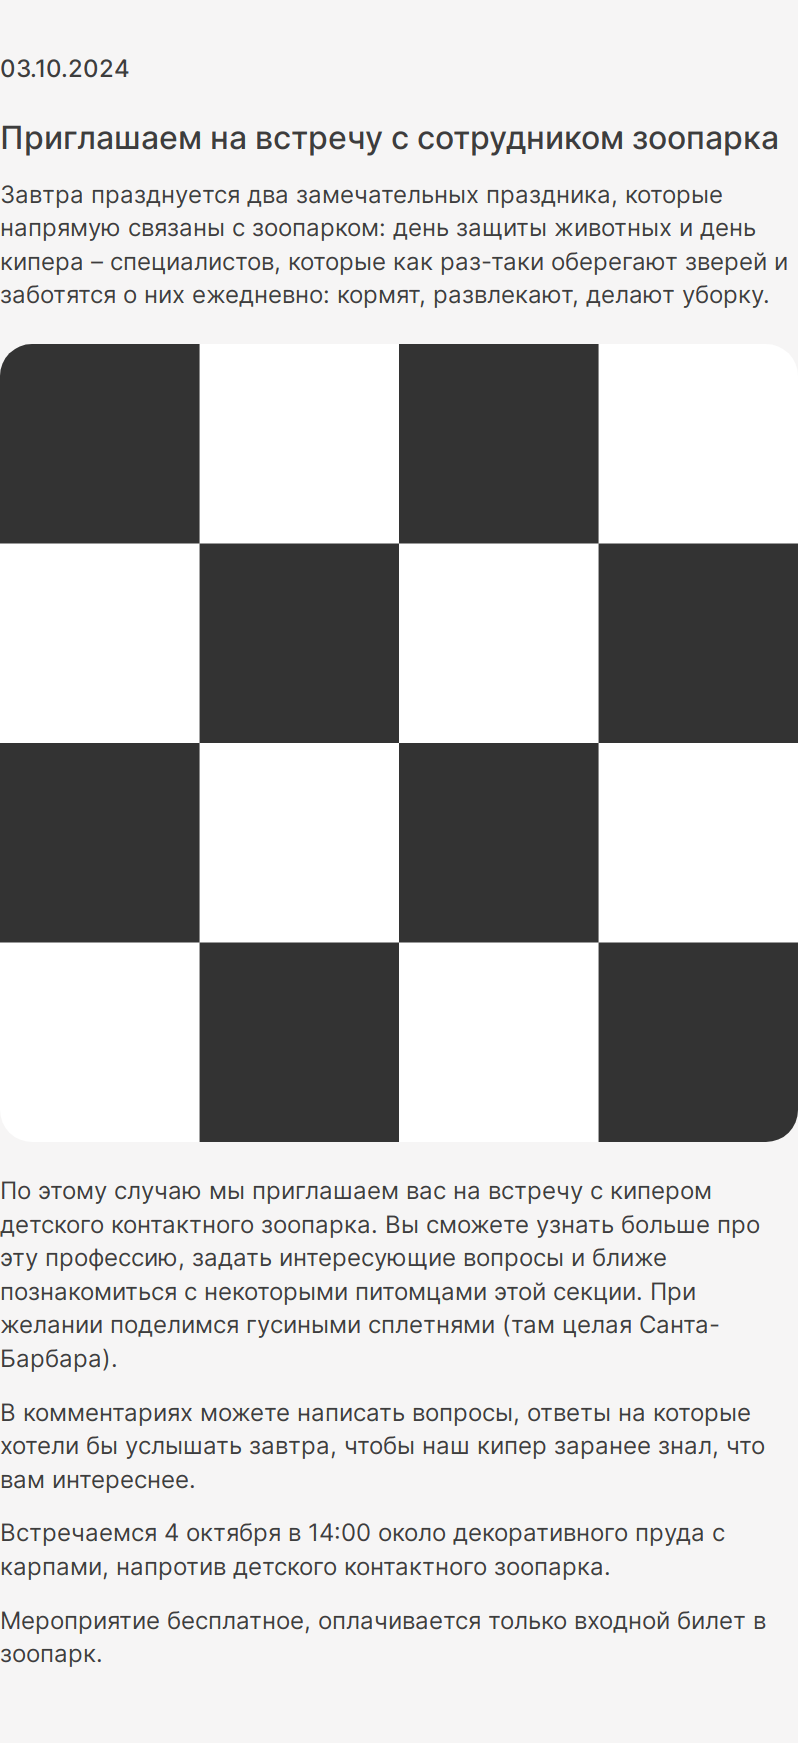 03.10.2024
Приглашаем на встречу с сотрудником зоопарка
Завтра празднуется два замечательных праздника, которые
напрямую связаны с зоопарком: день защиты животных и день
кипера – специалистов, которые как раз-таки оберегают зверей и
заботятся о них ежедневно: кормят, развлекают, делают уборку.
По этому случаю мы приглашаем вас на встречу с кипером
детского контактного зоопарка. Вы сможете узнать больше про
эту профессию, задать интересующие вопросы и ближе
познакомиться с некоторыми питомцами этой секции. При
желании поделимся гусиными сплетнями (там целая Санта-
Барбара).
В комментариях можете написать вопросы, ответы на которые
хотели бы услышать завтра, чтобы наш кипер заранее знал, что
вам интереснее.
Встречаемся 4 октября в 14:00 около декоративного пруда с
карпами, напротив детского контактного зоопарка.
Мероприятие бесплатное, оплачивается только входной билет в
зоопарк.